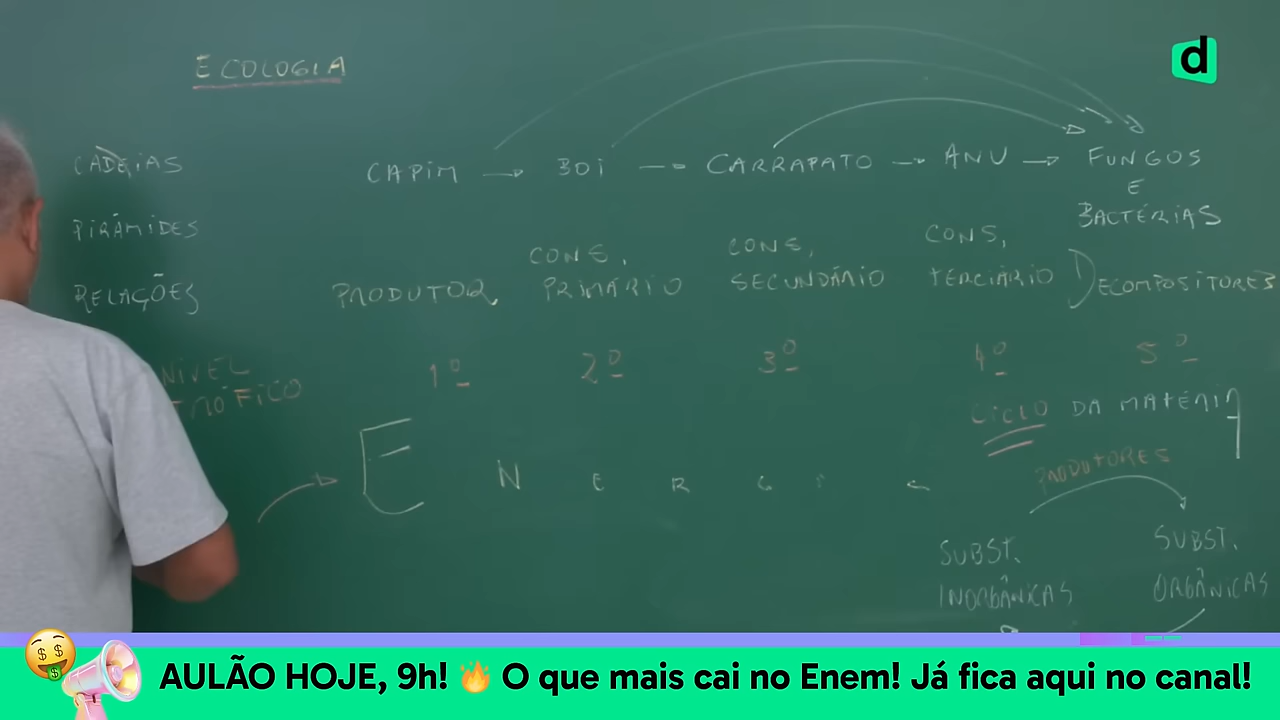 ECOLOGIA
d
CADEIAS
PIRÂMIDES
RELAÇÕES
CAPIM
BOI
CARRAPATO
ANU
FUNGOS
E
BACTÉRIAS
PRODUTOR
CONS.
PRIMÁRIO
CONS.
SECUNDÁRIO
CONS.
TERCIÁRIO
DECOMPOSITORES
NÍVEL
TRÓFICO
1º
2º
3º
4º
5º
CICLO DA MATÉRIA
E N E R G I
PRODUTORES
SUBST.
INORGÂNICAS
SUBST.
ORGÂNICAS
AULÃO HOJE, 9h! 🔥 O que mais cai no Enem! Já fica aqui no canal!